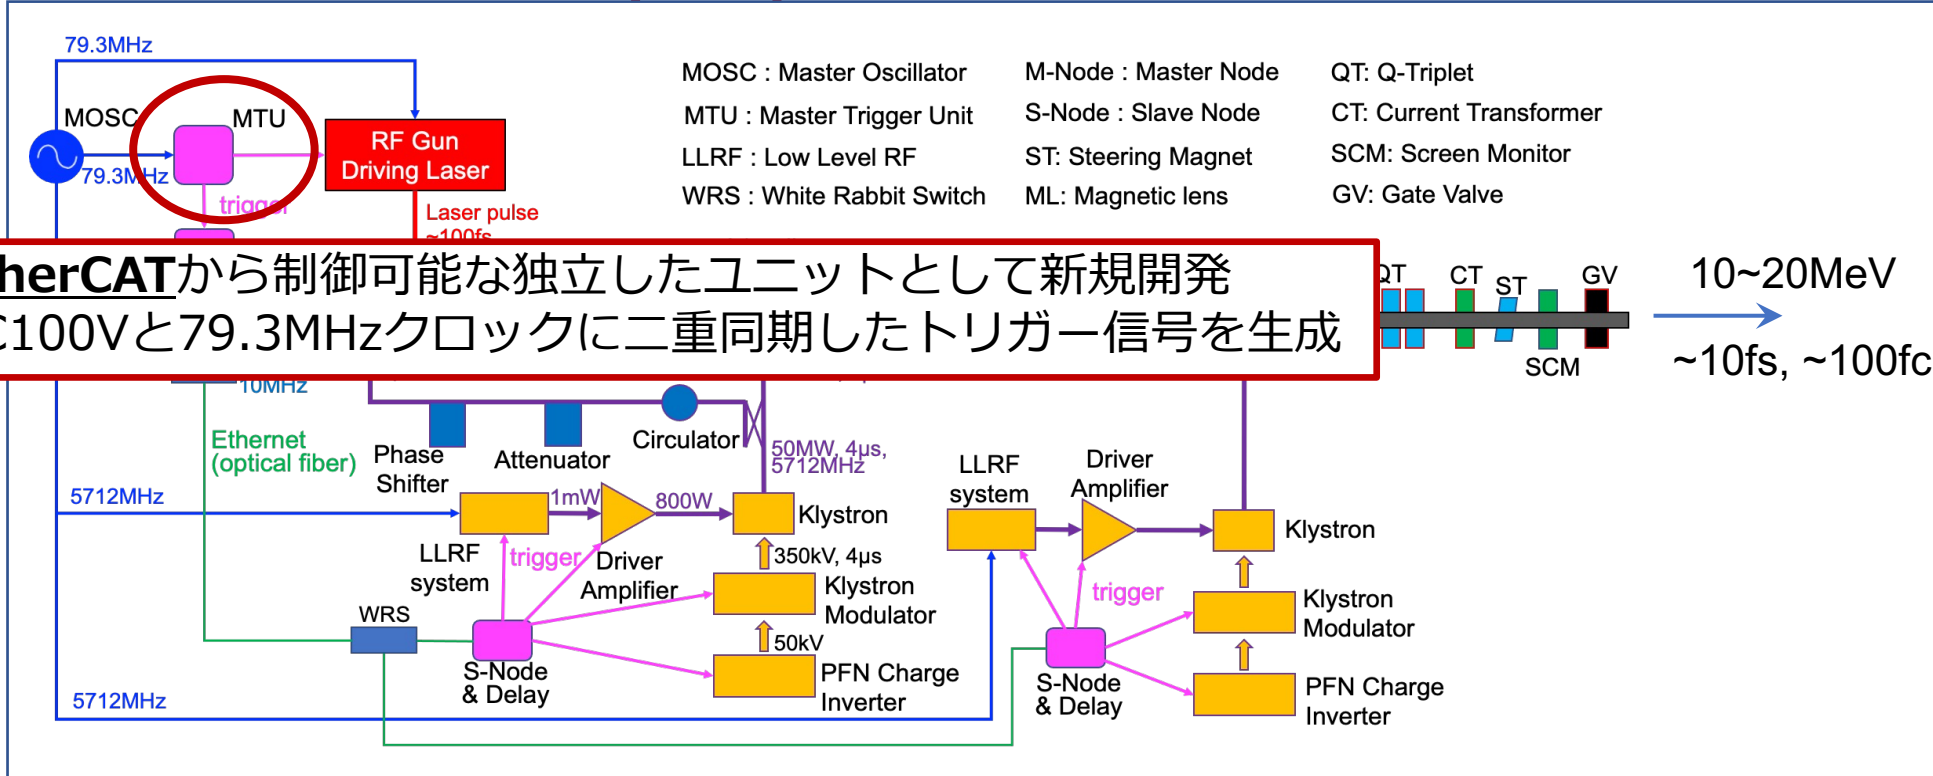 79.3MHz
MOSC
MTU
79.3MHz
trigger
RF Gun
Driving Laser
Laser pulse
~100fs
MOSC : Master Oscillator
MTU : Master Trigger Unit
LLRF : Low Level RF
WRS : White Rabbit Switch
M-Node : Master Node
S-Node : Slave Node
ST: Steering Magnet
ML: Magnetic lens
QT: Q-Triplet
CT: Current Transformer
SCM: Screen Monitor
GV: Gate Valve
herCATから制御可能な独立したユニットとして新規開発
C100Vと79.3MHzクロックに二重同期したトリガー信号を生成
QT
CT
ST
GV
SCM
10~20MeV
~10fs, ~100fc
10MHz
Ethernet
(optical fiber)
Phase
Shifter
Attenuator
Circulator
50MW, 4µs,
5712MHz
5712MHz
1mW
800W
Klystron
LLRF
system
trigger
Driver
Amplifier
350kV, 4µs
Klystron
Modulator
50kV
PFN Charge
Inverter
WRS
S-Node
& Delay
5712MHz
LLRF
system
Driver
Amplifier
Klystron
trigger
Klystron
Modulator
S-Node
& Delay
PFN Charge
Inverter